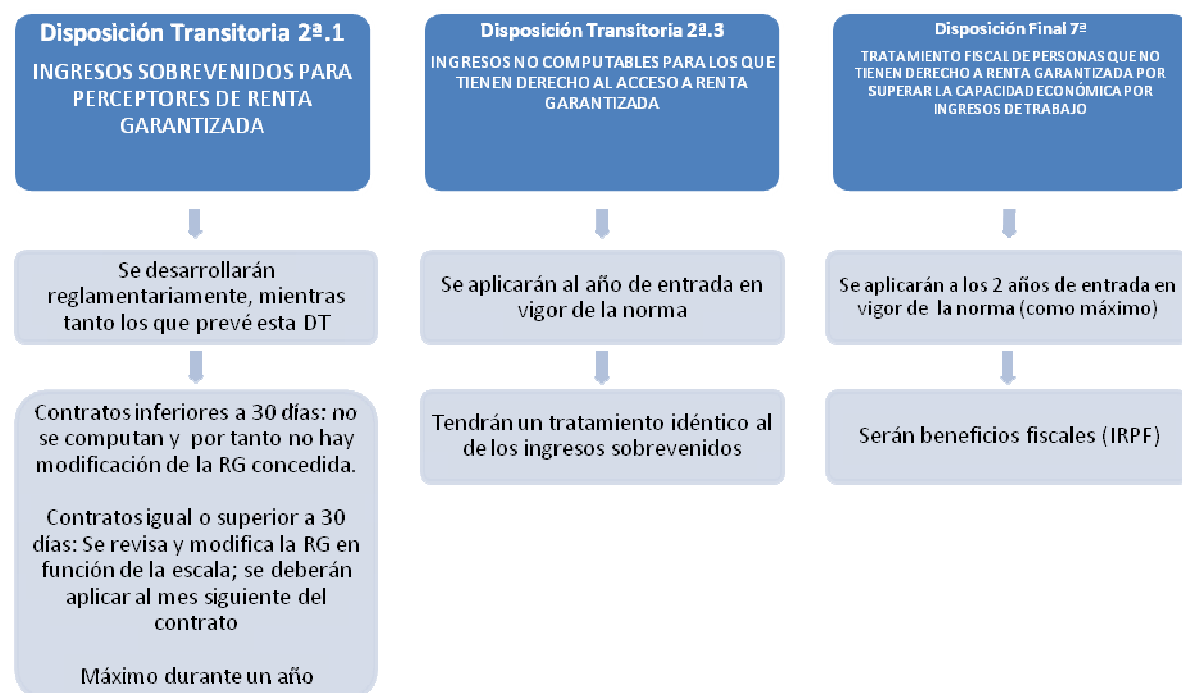 Disposición Transitoria 2ª.1
INGRESOS SOBREVENIDOS PARA
PERCEPTORES DE RENTA
GARANTIZADA
Se desarrollarán
reglamentariamente, mientras
tanto los que prevé esta DT
Contratos inferiores a 30 días: no
se computan y por tanto no hay
modificación de la RG concedida.
Contratos igual o superior a 30
días: Se revisa y modifica la RG en
función de la escala; se deberán
aplicar al mes siguiente del
contrato
Máximo durante un año
Disposición Transitoria 2ª.3
INGRESOS NO COMPUTABLES PARA LOS QUE
TIENEN DERECHO AL ACCESO A RENTA
GARANTIZADA
Se aplicarán al año de entrada en
vigor de la norma
Tendrán un tratamiento idéntico al
de los ingresos sobrevenidos
Disposición Final 7ª
TRATAMIENTO FISCAL DE PERSONAS QUE NO
TIENEN DERECHO A RENTA GARANTIZADA POR
SUPERAR LA CAPACIDAD ECONÓMICA POR
INGRESOS DE TRABAJO
Se aplicarán a los 2 años de entrada en
vigor de la norma (como máximo)
Serán beneficios fiscales (IRPF)